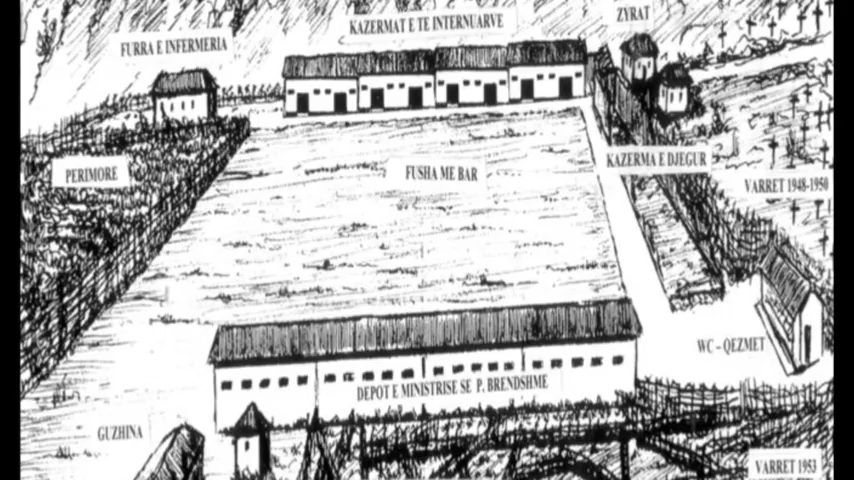 ZYRAT
KAZERMAT E TE INTERNUARVE
FURRA E INFERMERIA
KAZERMA E DJEGUR
PERIMORE
FUSHA ME BAR
VARRET 1948-1950
WC – QEZMET
DEPOT E MINISTRISE SE P. BRENDSHME
GUZHINA
VARRET 1953